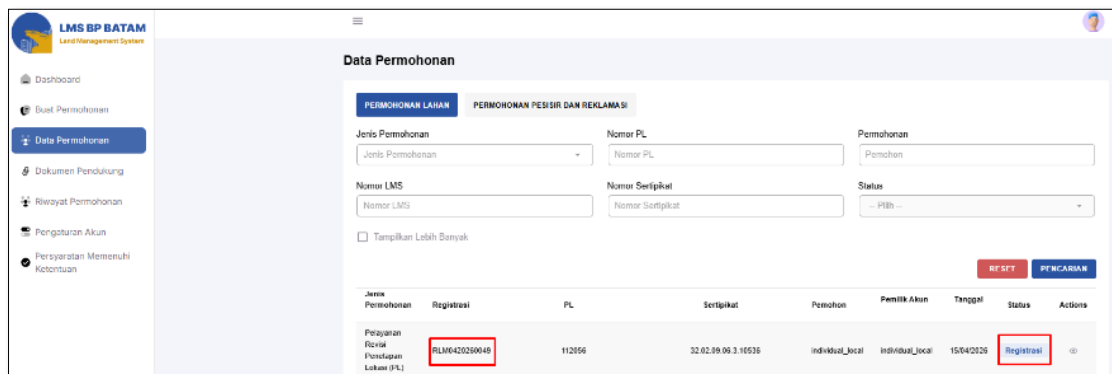 LMS BP BATAM
Land Management System
Dashboard
Buat Permohonan
Data Permohonan
Dokumen Pendukung
Riwayat Permohonan
Pengaturan Akun
Persyaratan Memenuhi
Ketentuan
Data Permohonan
PERMOHONAN LAHAN PERMOHONAN PESISIR DAN REKLAMASI
Jenis Permohonan Nomor PL Permohonan
Jenis Permohonan Nomor PL Pemohon
Nomor LMS Nomor Sertipikat Status
Nomor LMS Nomor Sertipikat -- Pilih --
Tampilkan Lebih Banyak
RESET PENCARIAN
Jenis
Permohonan Registrasi PL Sertipikat Pemohon Pemilik Akun Tanggal Status Actions
Pelayanan
Revisi
Penetapan
Lokasi (PL)
RLM0420260049 112056 32.02.09.06.3.10536 individual_local individual_local 15/04/2026 Registrasi